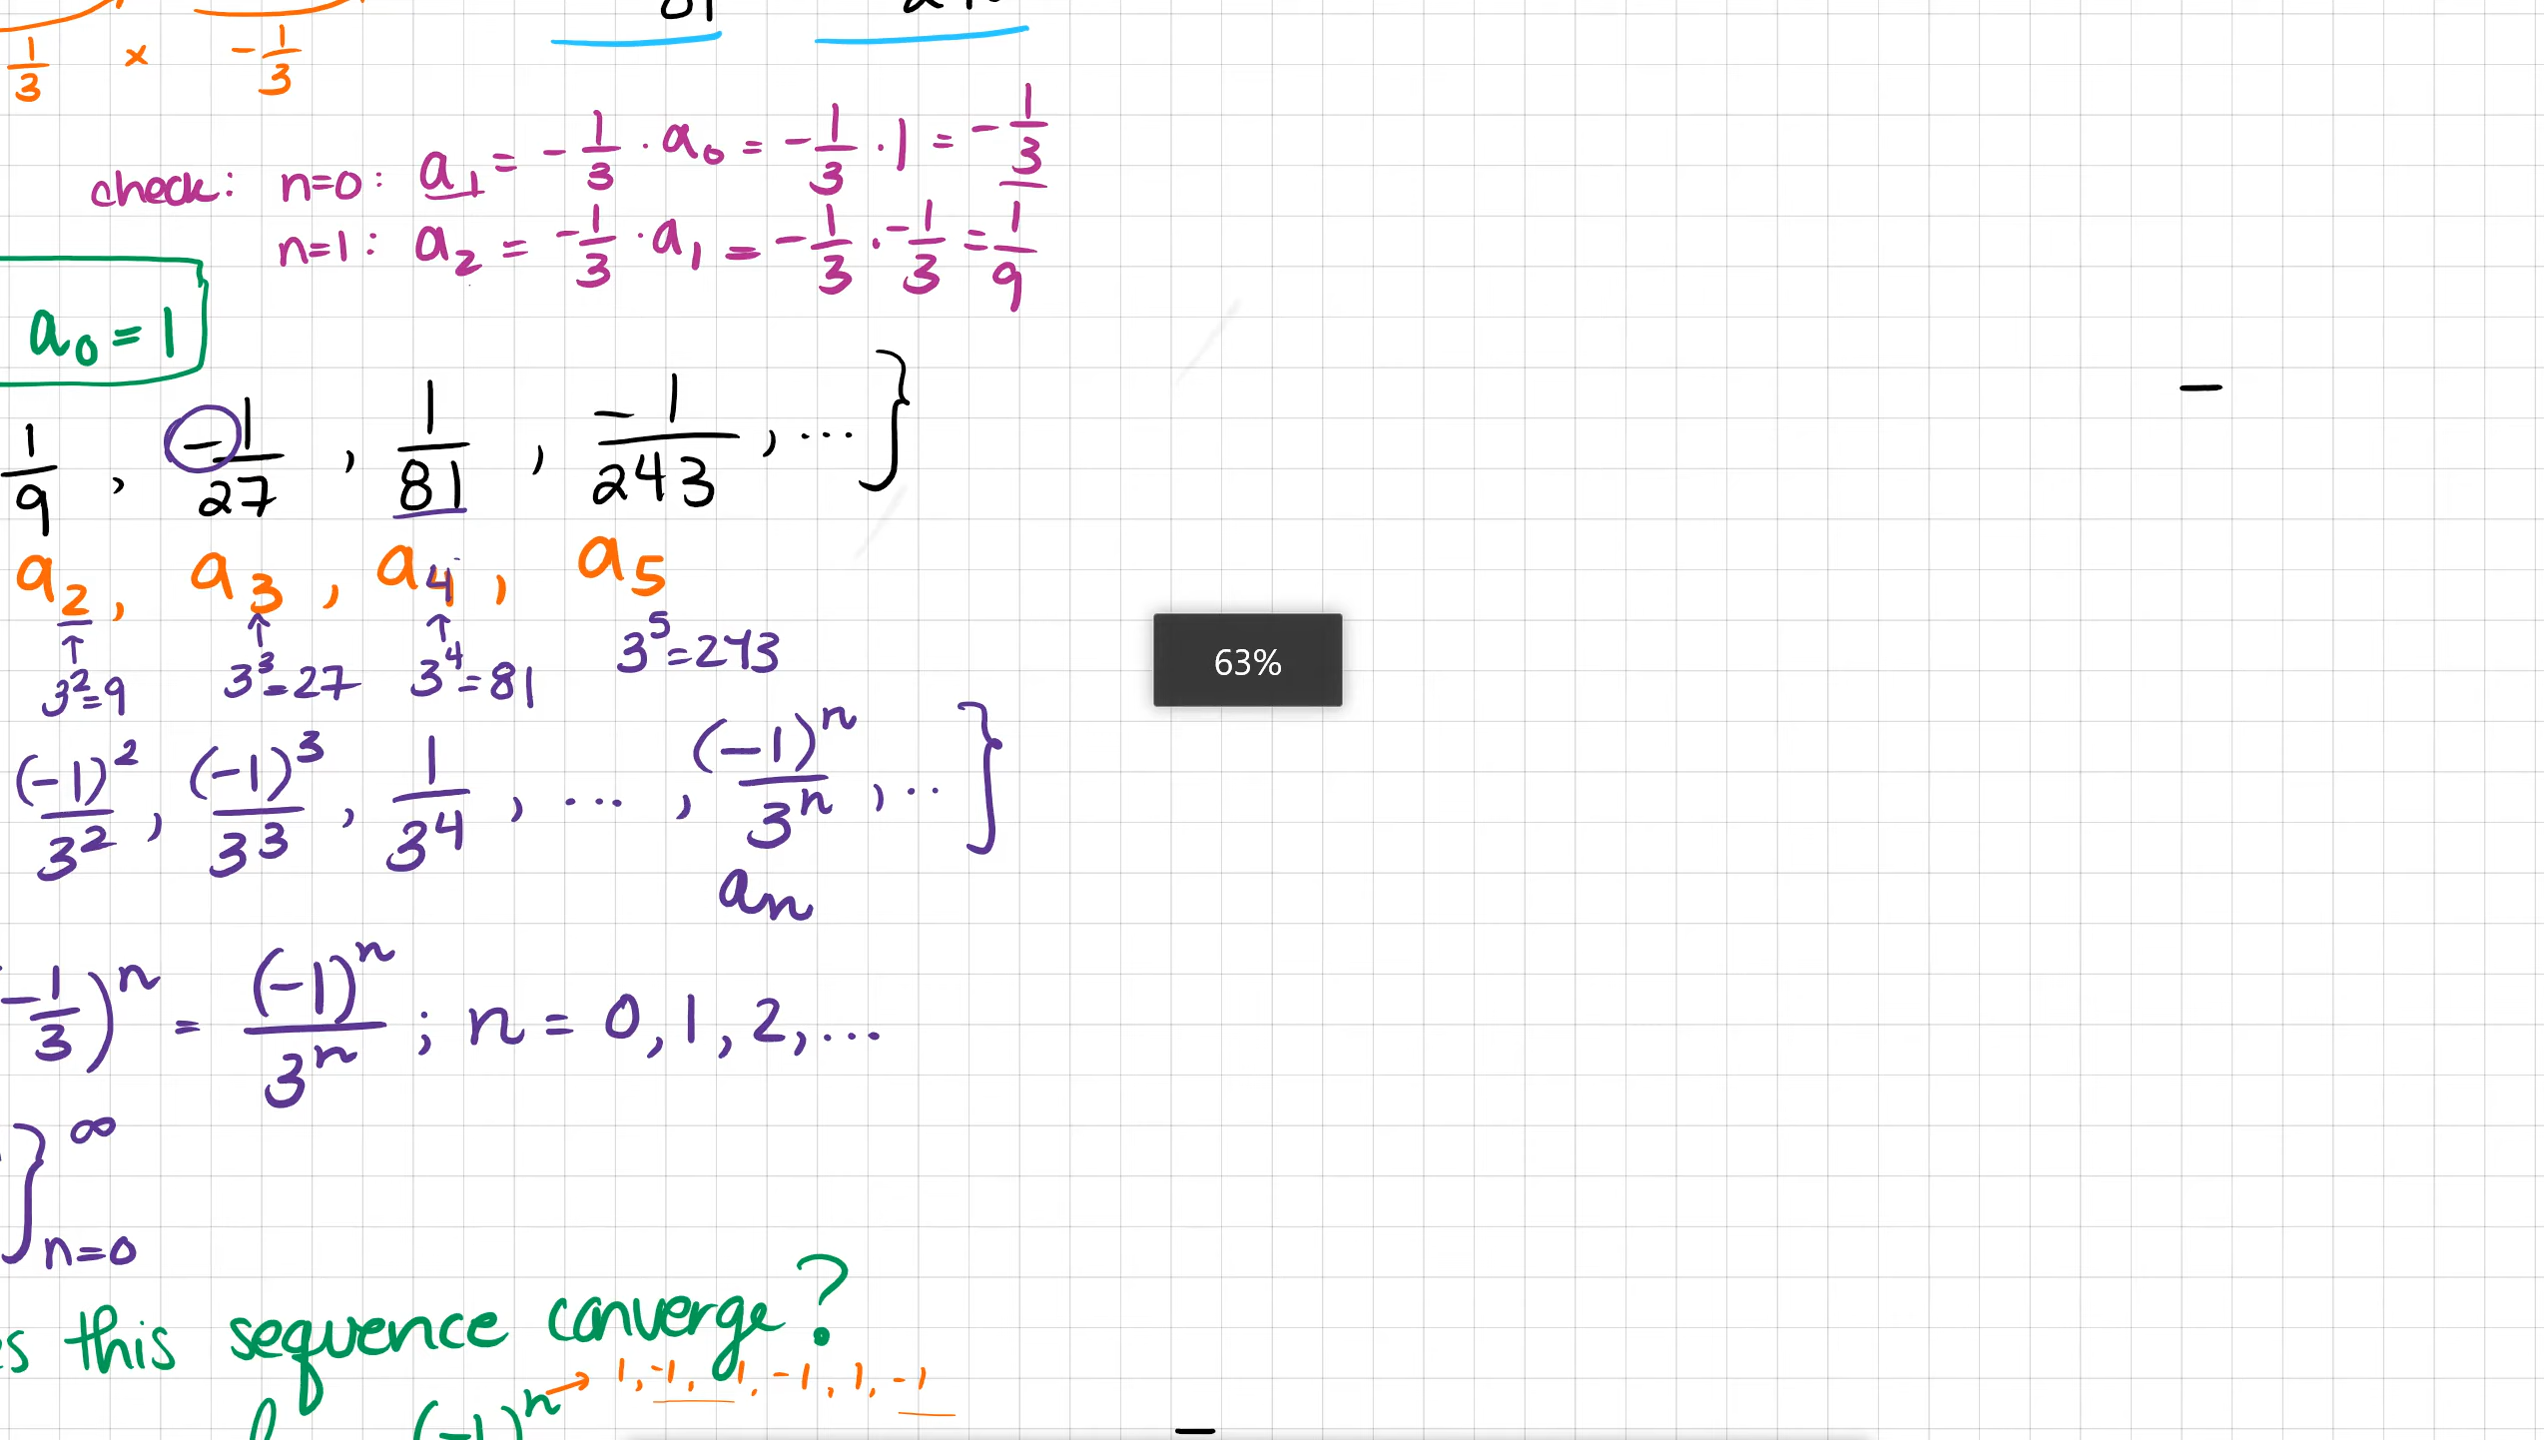 1/3 × -1/3
check: n=0: a₁ = -1/3 · a₀ = -1/3 · 1 = -1/3
n=1: a₂ = -1/3 · a₁ = -1/3 · -1/3 = 1/9
a₀ = 1
1/9, -1/27, 1/81, -1/243, ...}
a₂, a₃, a₄, a₅
3²=9 3³=27 3⁴=81 3⁵=243
63%
(-1)²/3², (-1)³/3³, 1/3⁴, ..., (-1)ⁿ/3ⁿ, ..}
aₙ
-1/3)ⁿ = (-1)ⁿ/3ⁿ ; n = 0, 1, 2, ...
}^∞_{n=0}
this sequence converge?
(-1)ⁿ → 1, -1, 1, -1, 1, -1